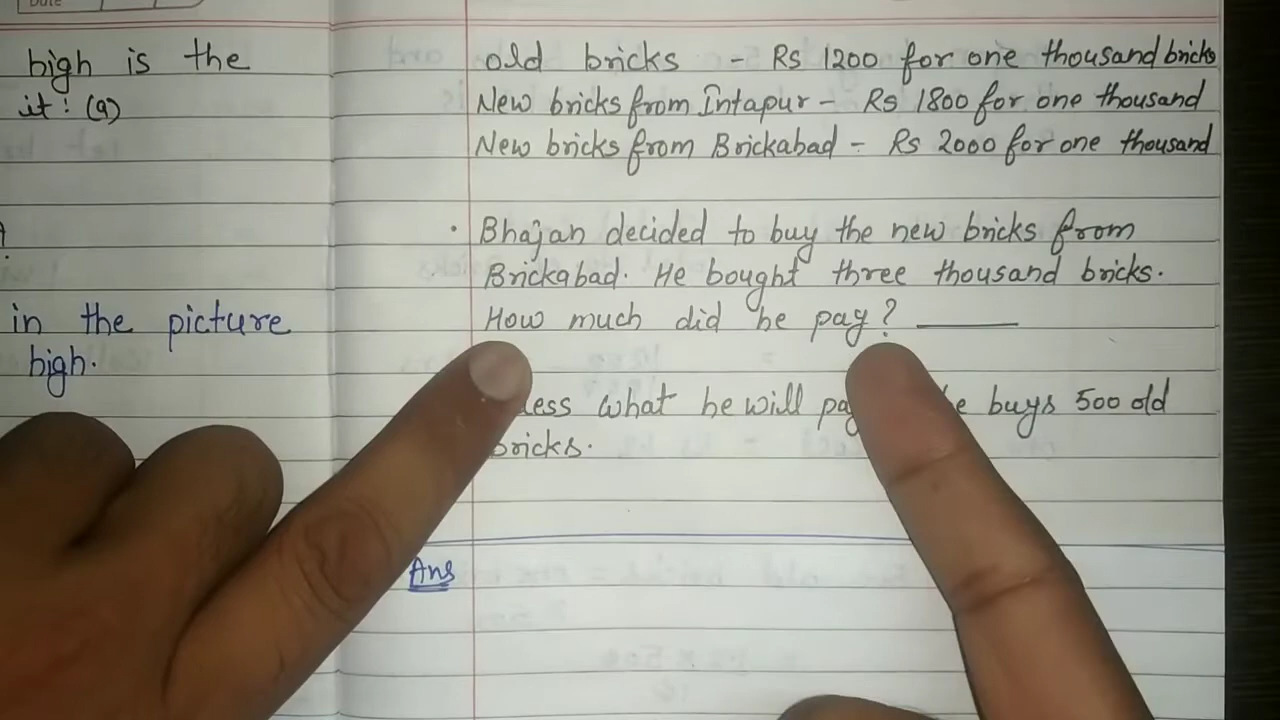 Date
high is the
it : (a)
in the picture
high.
old bricks - Rs 1200 for one thousand bricks
New bricks from Intapur - Rs 1800 for one thousand
New bricks from Brickabad - Rs 2000 for one thousand
• Bhajan decided to buy the new bricks from
Brickabad. He bought three thousand bricks.
How much did he pay? ______
what he will buys 500 old
bricks.
Ans